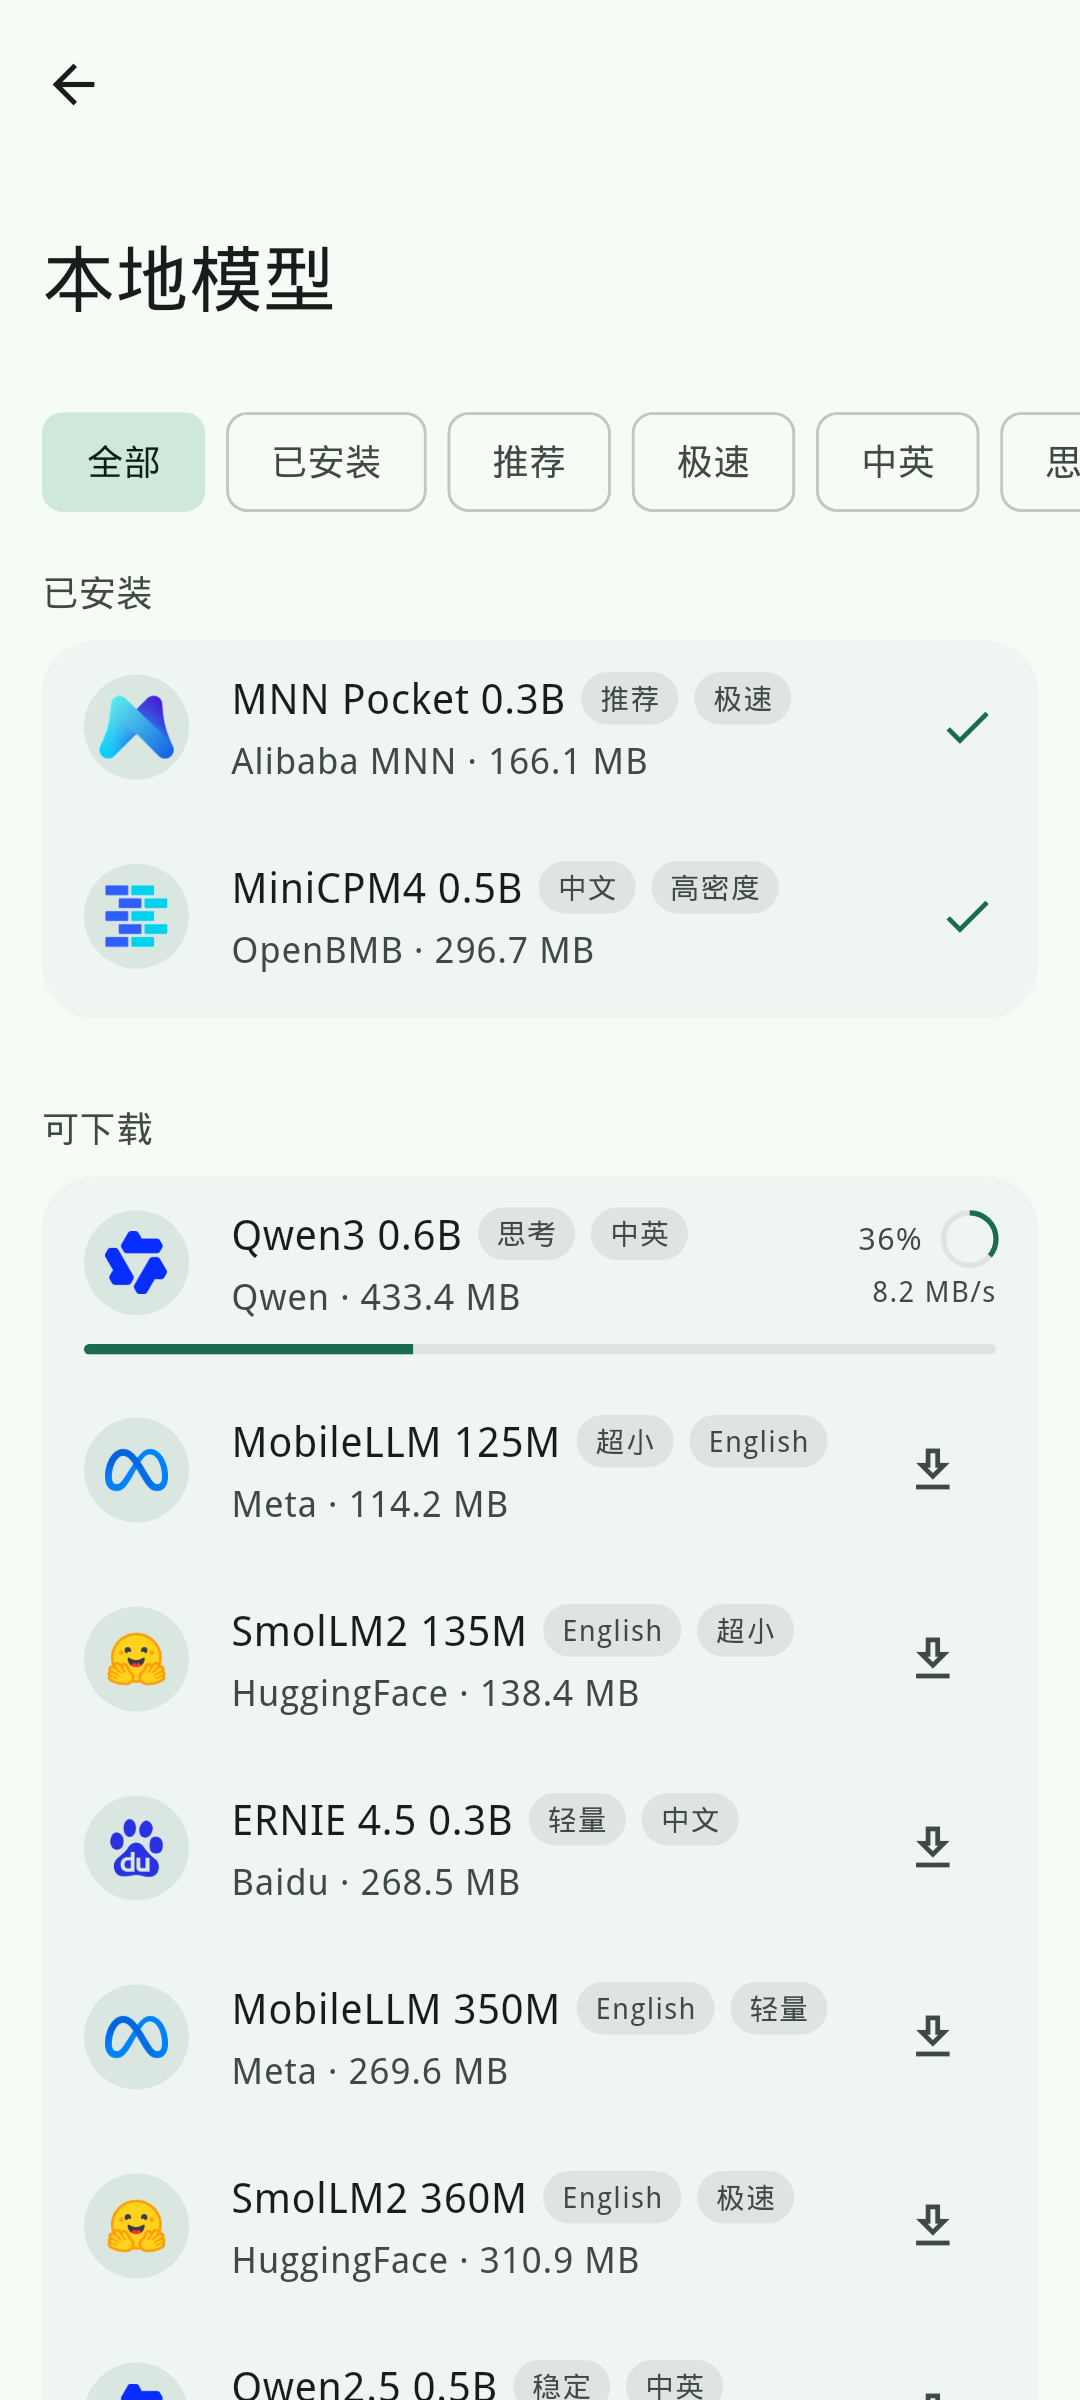 本地模型
全部 已安装 推荐 极速 中英 思
已安装
MNN Pocket 0.3B 推荐 极速
Alibaba MNN · 166.1 MB
MiniCPM4 0.5B 中文 高密度
OpenBMB · 296.7 MB
可下载
Qwen3 0.6B 思考 中英 36%
Qwen · 433.4 MB 8.2 MB/s
MobileLLM 125M 超小 English
Meta · 114.2 MB
SmolLM2 135M English 超小
HuggingFace · 138.4 MB
ERNIE 4.5 0.3B 轻量 中文
du
Baidu · 268.5 MB
MobileLLM 350M English 轻量
Meta · 269.6 MB
SmolLM2 360M English 极速
HuggingFace · 310.9 MB
Qwen2.5 0.5B 稳定 中英